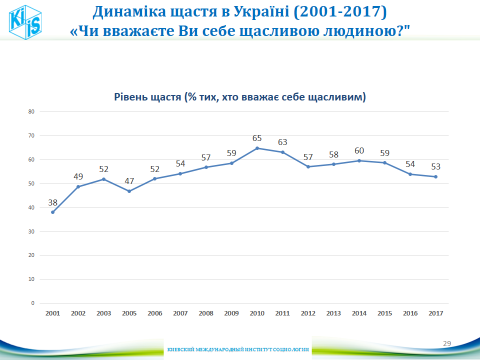 KiiS
Динаміка щастя в Україні (2001-2017)
«Чи вважаєте Ви себе щасливою людиною?"
Рівень щастя (% тих, хто вважає себе щасливим)
80
70
60
50
40
30
20
10
0
38 49 52 47 52 54 57 59 65 63 57 58 60 59 54 53
2001 2002 2003 2005 2006 2007 2008 2009 2010 2011 2012 2013 2014 2015 2016 2017
КИЕВСКИЙ МЕЖДУНАРОДНЫЙ ИНСТИТУТ СОЦИОЛОГИИ
29